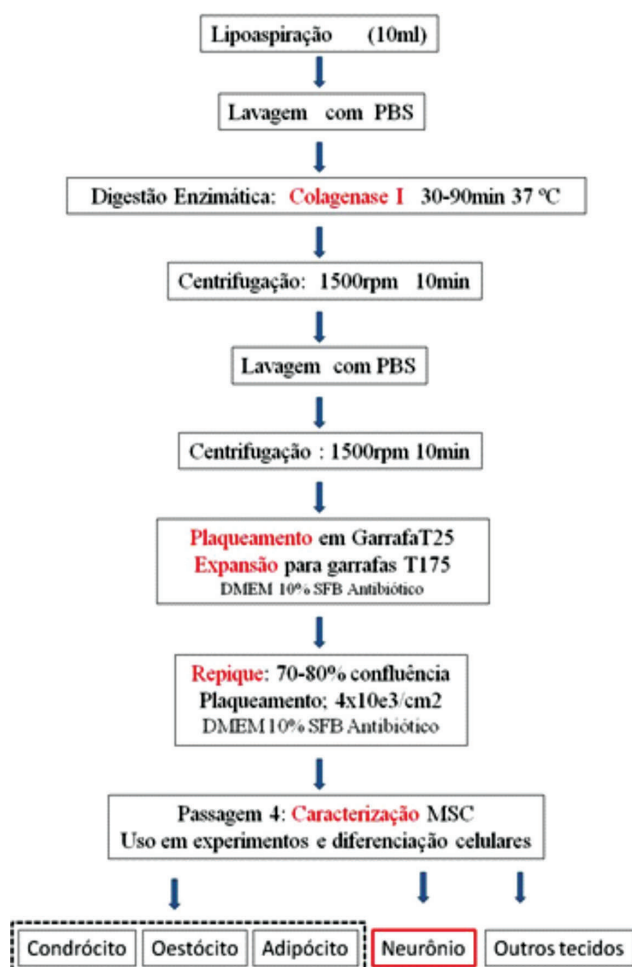 Lipoaspiração (10ml)
Lavagem com PBS
Digestão Enzimática: Colagenase I 30-90min 37 ºC
Centrifugação: 1500rpm 10min
Lavagem com PBS
Centrifugação : 1500rpm 10min
Plaqueamento em GarrafaT25
Expansão para garrafas T175
DMEM 10% SFB Antibiótico
Repique: 70-80% confluência
Plaqueamento; 4x10e3/cm2
DMEM 10% SFB Antibiótico
Passagem 4: Caracterização MSC
Uso em experimentos e diferenciação celulares
Condrócito Oestócito Adipócito Neurônio Outros tecidos